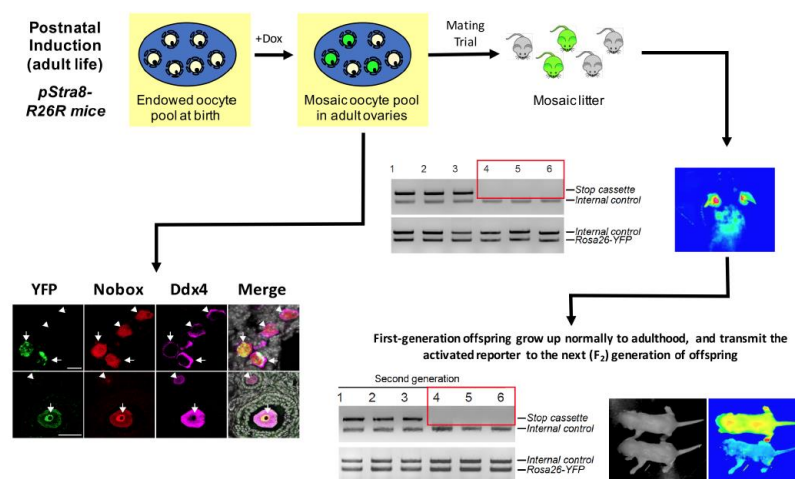 Postnatal
Induction
(adult life)
pStra8-
R26R mice
+Dox
Mating
Trial
Endowed oocyte
pool at birth
Mosaic oocyte pool
in adult ovaries
Mosaic litter
1 2 3 4 5 6
Stop cassette
Internal control
Internal control
Rosa26-YFP
YFP Nobox Ddx4 Merge
First-generation offspring grow up normally to adulthood, and transmit the
activated reporter to the next (F2) generation of offspring
Second generation
1 2 3 4 5 6
Stop cassette
Internal control
Internal control
Rosa26-YFP